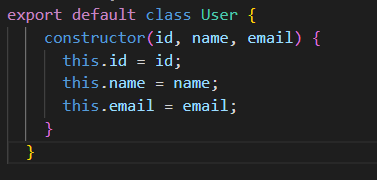 export default class User {
    constructor(id, name, email) {
      this.id = id;
      this.name = name;
      this.email = email;
    }
  }